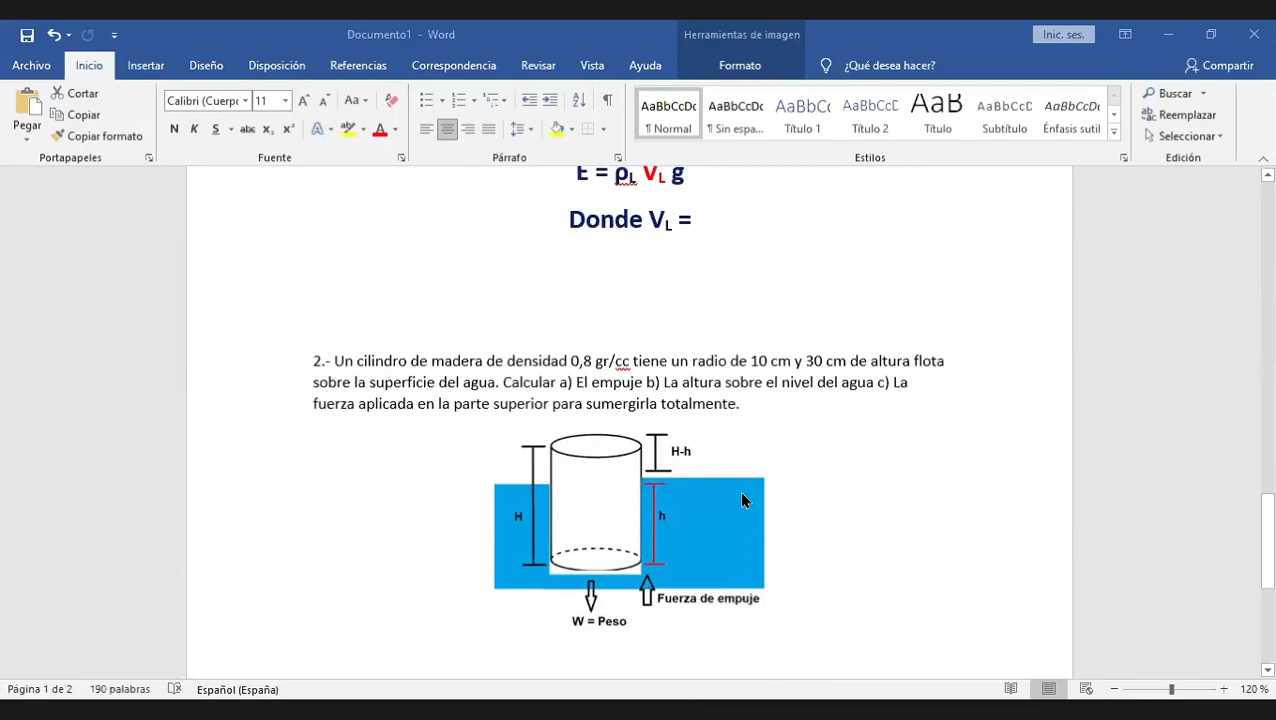 Documento1 - Word
Herramientas de imagen
Inic. ses.
Archivo Inicio Insertar Diseño Disposición Referencias Correspondencia Revisar Vista Ayuda Formato ¿Qué desea hacer? Compartir
Pegar
Cortar
Copiar
Copiar formato
Portapapeles
Calibri (Cuerpo 11
N K S abc x₂ x²
Fuente
Párrafo
AaBbCcDc AaBbCcDc AaBbCc AaBbCcD AaB AaBbCcD AaBbCcDc
¶ Normal ¶ Sin espa... Título 1 Título 2 Título Subtítulo Énfasis sutil
Estilos
Buscar
Reemplazar
Seleccionar
Edición
E = ρL VL g
Donde VL =
2.- Un cilindro de madera de densidad 0,8 gr/cc tiene un radio de 10 cm y 30 cm de altura flota
sobre la superficie del agua. Calcular a) El empuje b) La altura sobre el nivel del agua c) La
fuerza aplicada en la parte superior para sumergirla totalmente.
H-h
H
h
Fuerza de empuje
W = Peso
Página 1 de 2 190 palabras Español (España) 120 %